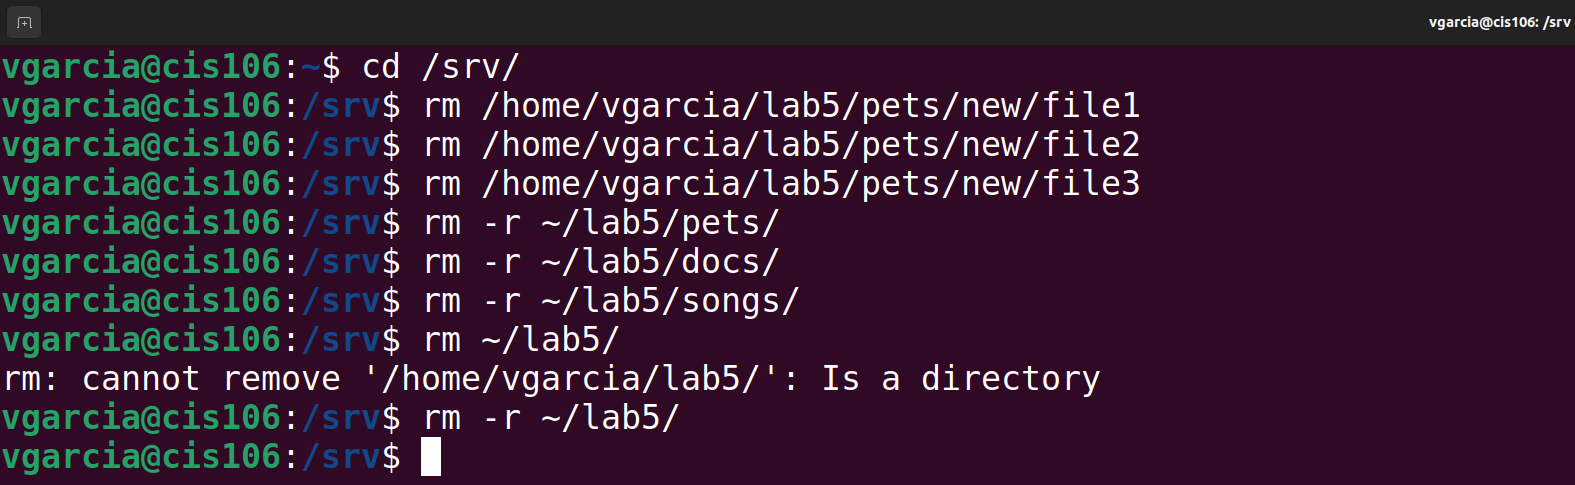 vgarcia@cis106: /srv
vgarcia@cis106:~$ cd /srv/
vgarcia@cis106:/srv$ rm /home/vgarcia/lab5/pets/new/file1
vgarcia@cis106:/srv$ rm /home/vgarcia/lab5/pets/new/file2
vgarcia@cis106:/srv$ rm /home/vgarcia/lab5/pets/new/file3
vgarcia@cis106:/srv$ rm -r ~/lab5/pets/
vgarcia@cis106:/srv$ rm -r ~/lab5/docs/
vgarcia@cis106:/srv$ rm -r ~/lab5/songs/
vgarcia@cis106:/srv$ rm ~/lab5/
rm: cannot remove '/home/vgarcia/lab5/': Is a directory
vgarcia@cis106:/srv$ rm -r ~/lab5/
vgarcia@cis106:/srv$